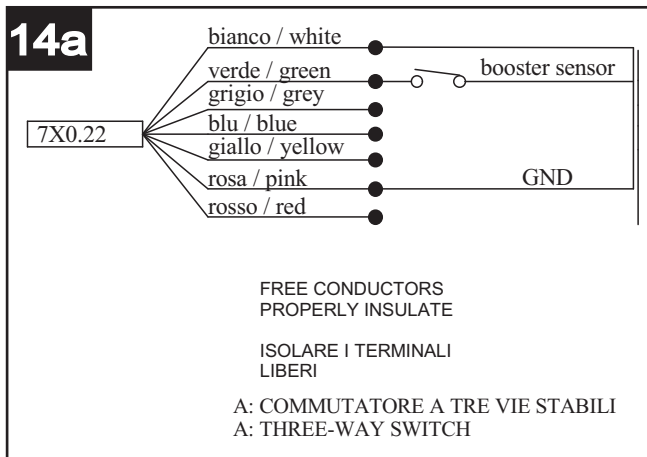 14a
bianco / white
verde / green
booster sensor
grigio / grey
7X0.22
blu / blue
giallo / yellow
rosa / pink
GND
rosso / red
FREE CONDUCTORS
PROPERLY INSULATE
ISOLARE I TERMINALI
LIBERI
A: COMMUTATORE A TRE VIE STABILI
A: THREE-WAY SWITCH